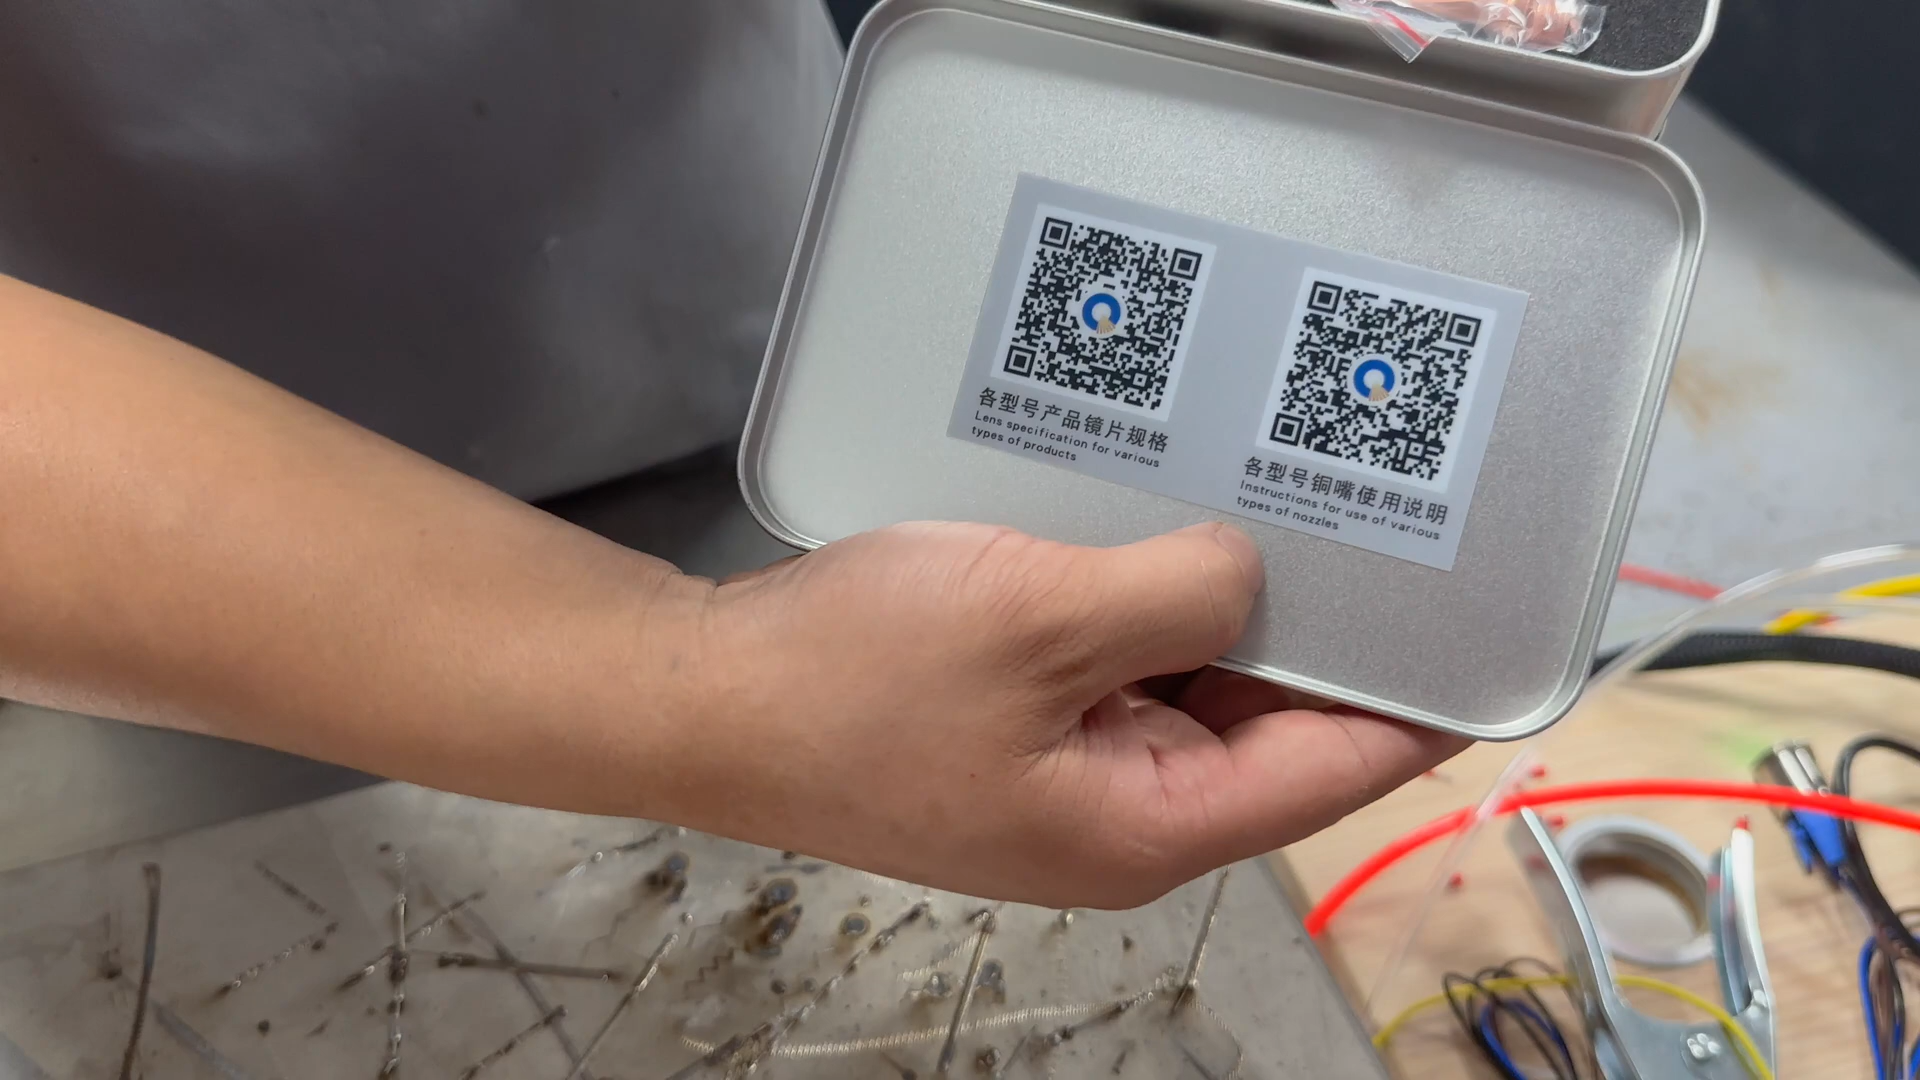 各型号产品镜片规格
Lens specification for various
types of products
各型号铜嘴使用说明
Instructions for use of various
types of nozzles